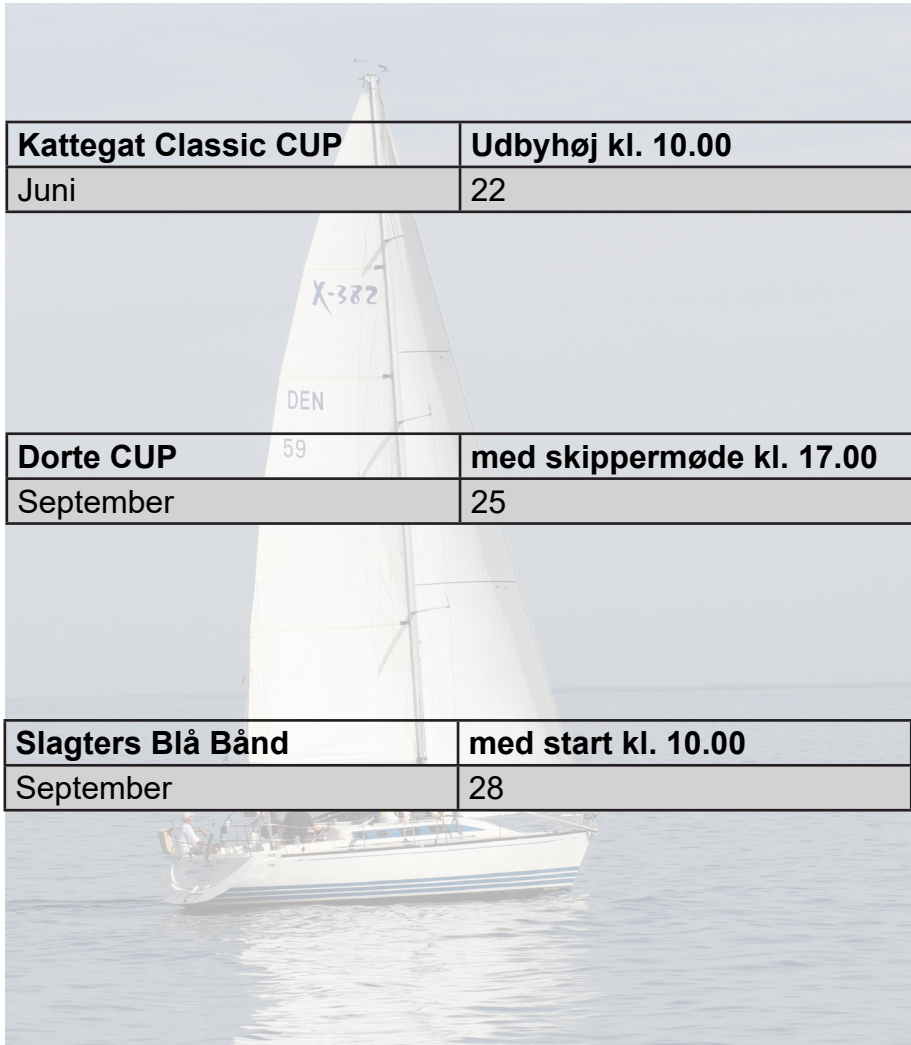 Kattegat Classic CUP Udbyhøj kl. 10.00
Juni 22
X-382
DEN
59
Dorte CUP med skippermøde kl. 17.00
September 25
Slagters Blå Bånd med start kl. 10.00
September 28